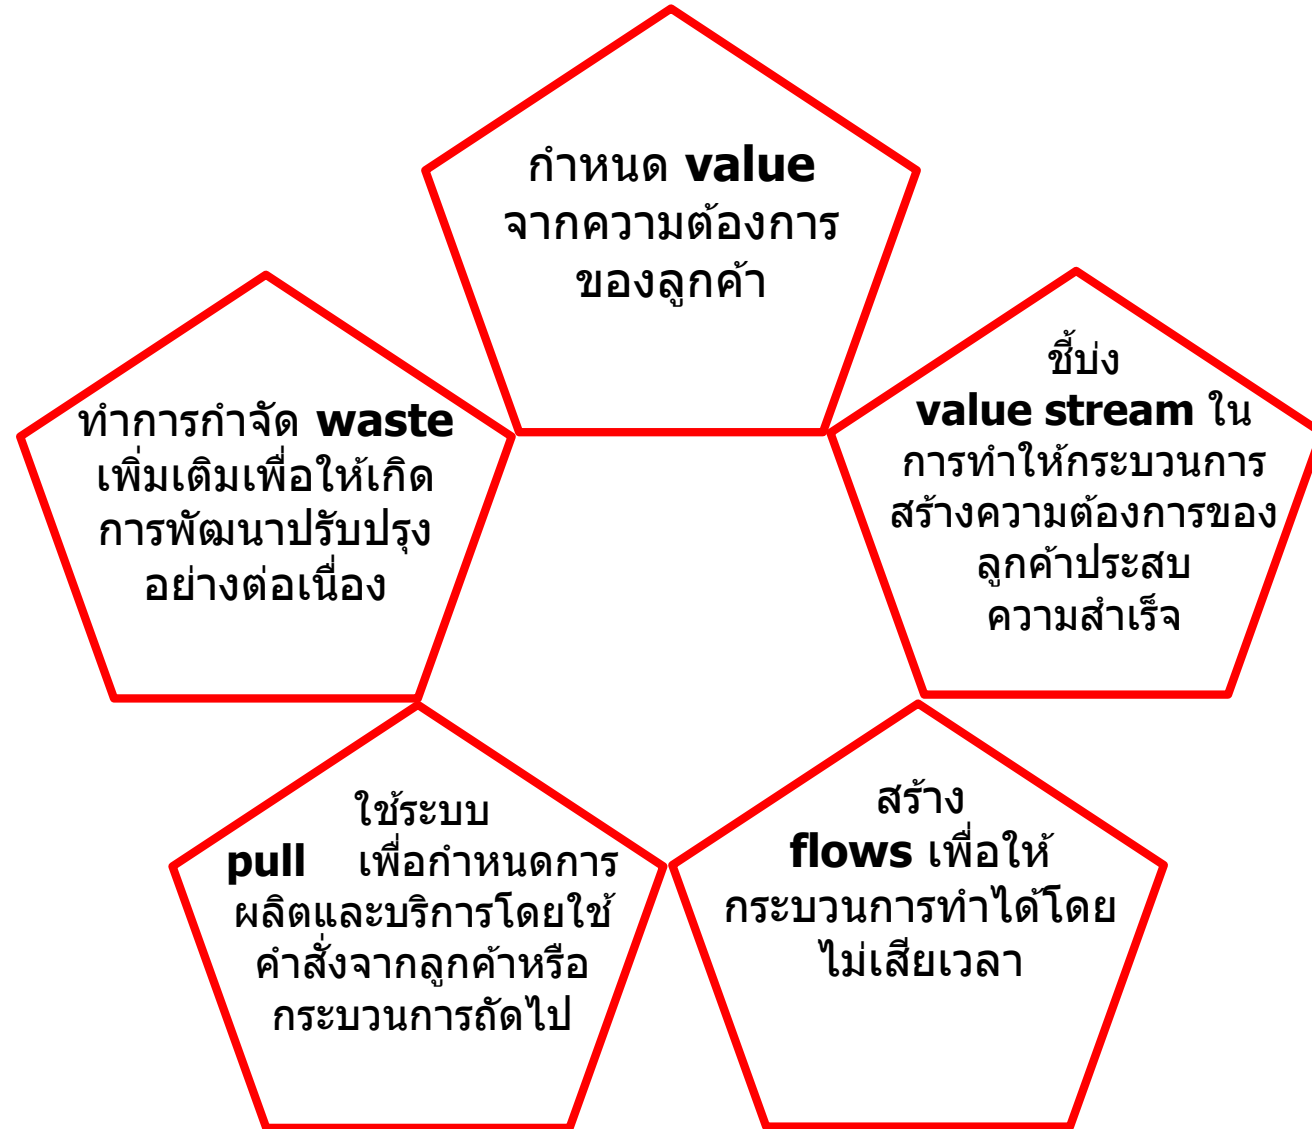 กำหนด value
จากความต้องการ
ของลูกค้า
ชี้บ่ง
value stream ใน
การทำให้กระบวนการ
สร้างความต้องการของ
ลูกค้าประสบ
ความสำเร็จ
สร้าง
flows เพื่อให้
กระบวนการทำได้โดย
ไม่เสียเวลา
ใช้ระบบ
pull เพื่อกำหนดการ
ผลิตและบริการโดยใช้
คำสั่งจากลูกค้าหรือ
กระบวนการถัดไป
ทำการกำจัด waste
เพิ่มเติมเพื่อให้เกิด
การพัฒนาปรับปรุง
อย่างต่อเนื่อง